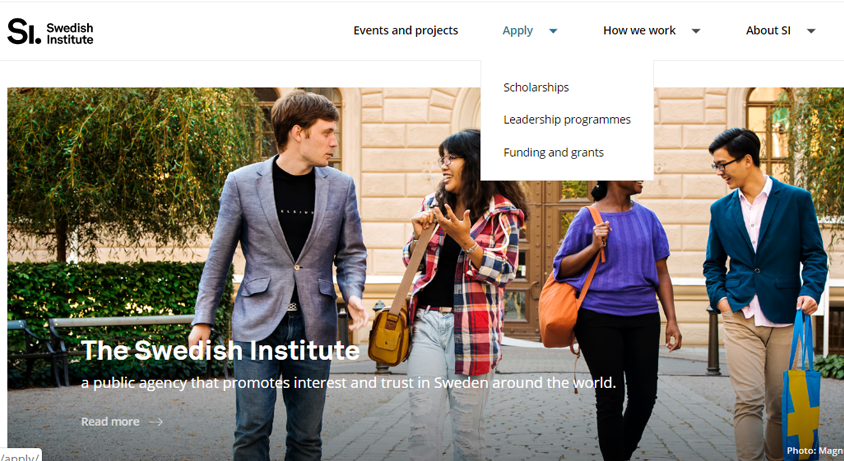 SI. Swedish
Institute
Events and projects
Apply
How we work
About SI
Scholarships
Leadership programmes
Funding and grants
The Swedish Institute
a public agency that promotes interest and trust in Sweden around the world.
Read more
Photo: Magn
/apply/